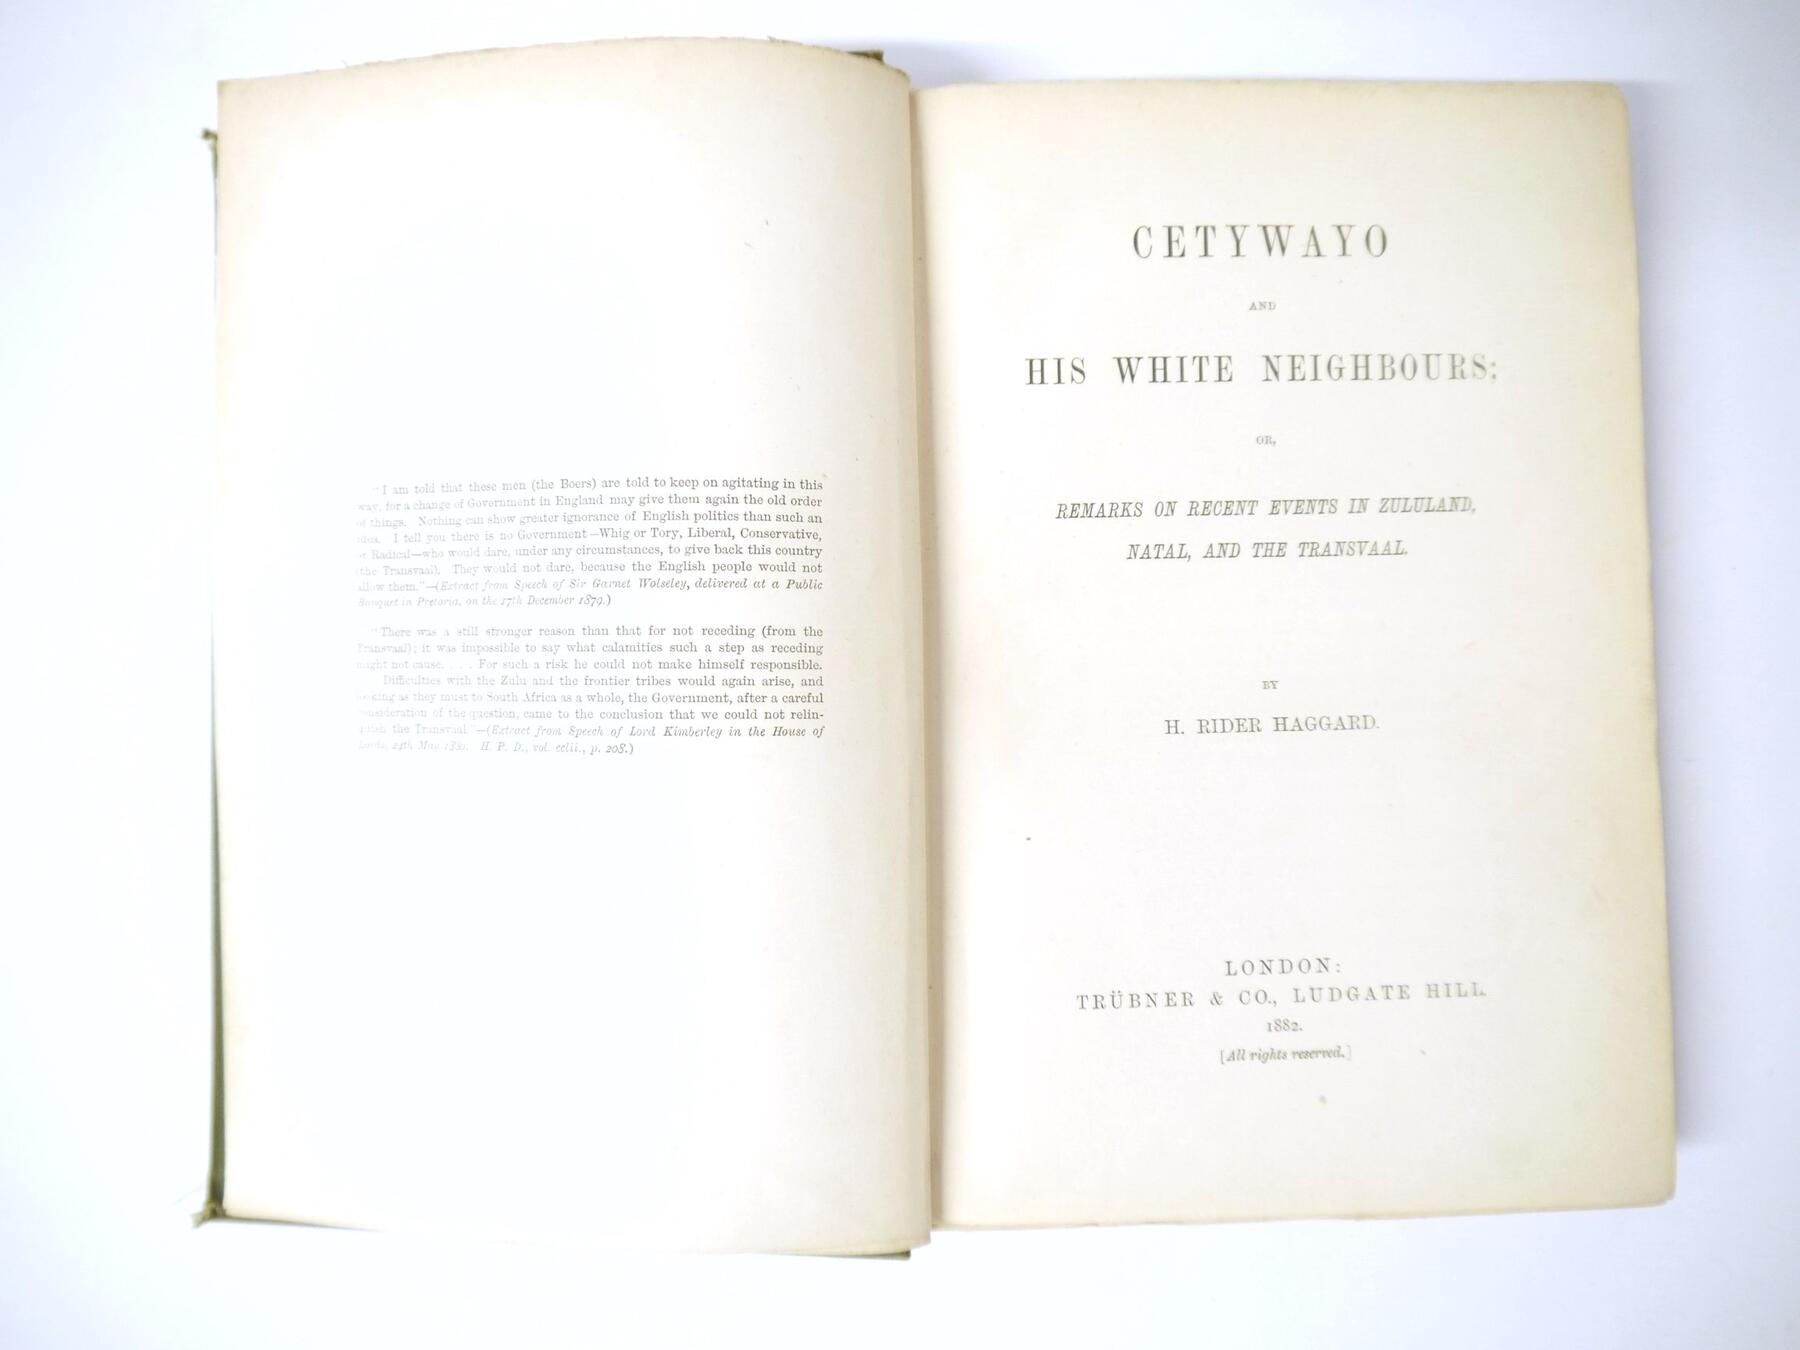 "I am told that these men (the Boers) are told to keep on agitating in this
way, for a change of Government in England may give them again the old order
of things. Nothing can show greater ignorance of English politics than such an
idea. I tell you there is no Government—Whig or Tory, Liberal, Conservative,
or Radical—who would dare, under any circumstances, to give back this country
(the Transvaal). They would not dare, because the English people would not
allow them."—(Extract from Speech of Sir Garnet Wolseley, delivered at a Public
Banquet in Pretoria, on the 17th December 1879.)
"There was a still stronger reason than that for not receding (from the
Transvaal); it was impossible to say what calamities such a step as receding
might not cause. . . . For such a risk he could not make himself responsible.
Difficulties with the Zulu and the frontier tribes would again arise, and
looking as they must to South Africa as a whole, the Government, after a careful
consideration of the question, came to the conclusion that we could not relin-
quish the Transvaal."—(Extract from Speech of Lord Kimberley in the House of
Lords, 24th May 1880. H. P. D., vol. cclii., p. 208.)
CETYWAYO
AND
HIS WHITE NEIGHBOURS;
OR,
REMARKS ON RECENT EVENTS IN ZULULAND,
NATAL, AND THE TRANSVAAL.
BY
H. RIDER HAGGARD.
LONDON:
TRÜBNER & CO., LUDGATE HILL.
1882.
[All rights reserved.]